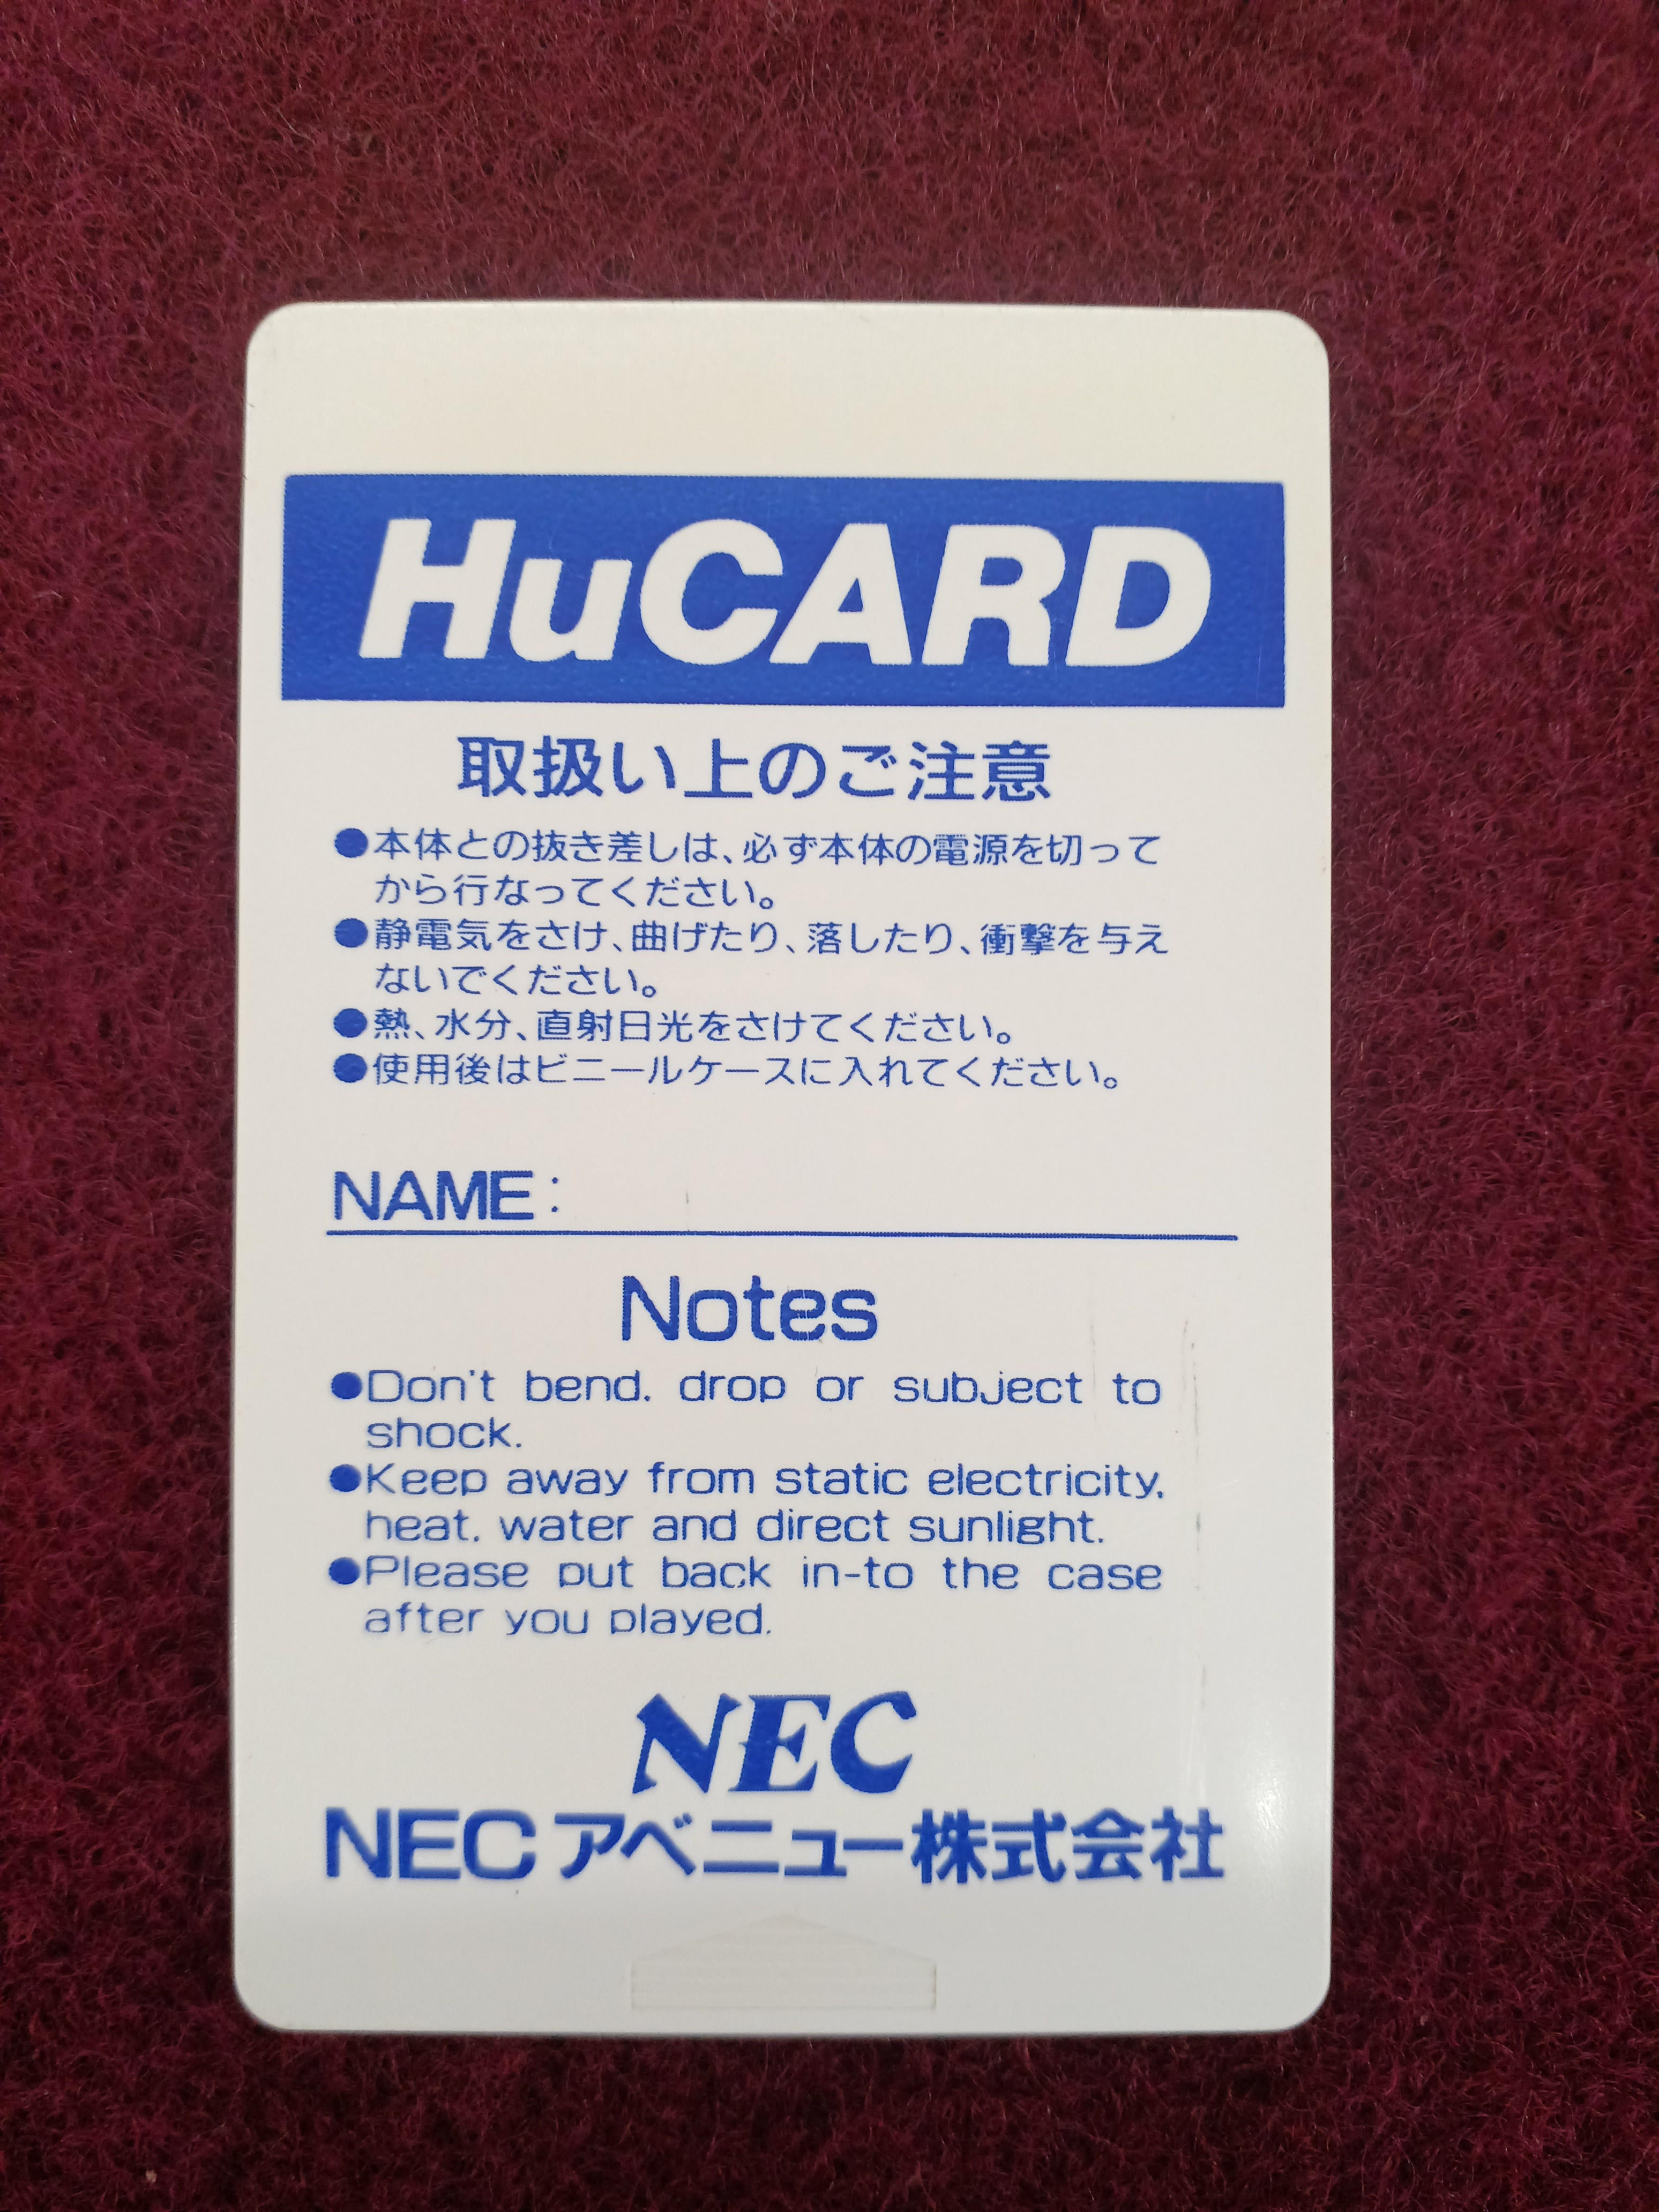 HuCARD
取扱い上のご注意
●本体との抜き差しは、必ず本体の電源を切って
から行なってください。
●静電気をさけ、曲げたり、落したり、衝撃を与え
ないでください。
●熱、水分、直射日光をさけてください。
●使用後はビニールケースに入れてください。
NAME:
Notes
●Don't bend. drop or subject to
shock.
●Keep away from static electricity.
heat. water and direct sunlight.
●Please put back in-to the case
after you played.
NEC
NECアベニュー株式会社